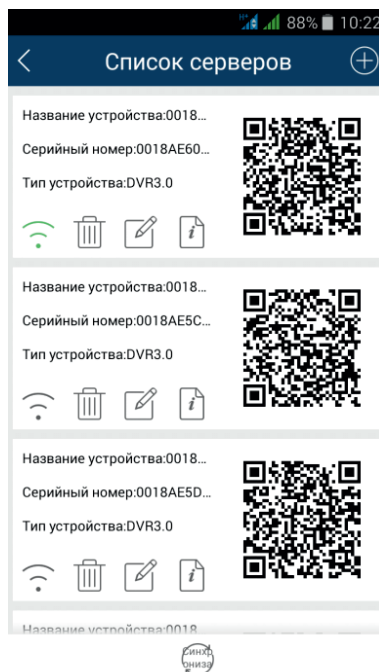 88% 10:22
Список серверов
Название устройства:0018...
Серийный номер:0018AE60...
Тип устройства:DVR3.0
i
Название устройства:0018...
Серийный номер:0018AE5C...
Тип устройства:DVR3.0
i
Название устройства:0018...
Серийный номер:0018AE5D...
Тип устройства:DVR3.0
i
Название устройства:0018
Синхр
ониза